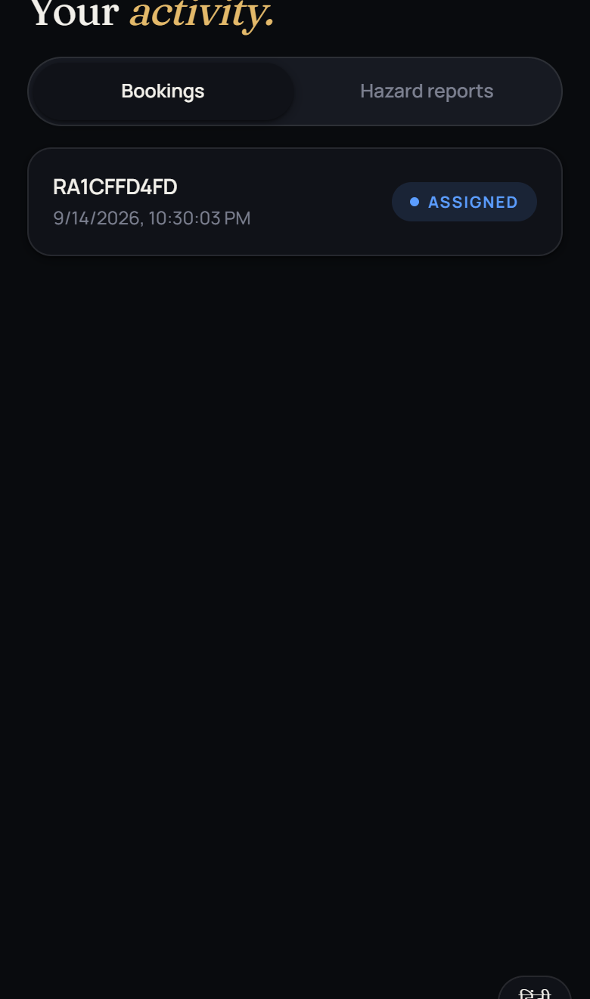 Your activity.
Bookings
Hazard reports
RA1CFFD4FD
9/14/2026, 10:30:03 PM
ASSIGNED
हिंदी